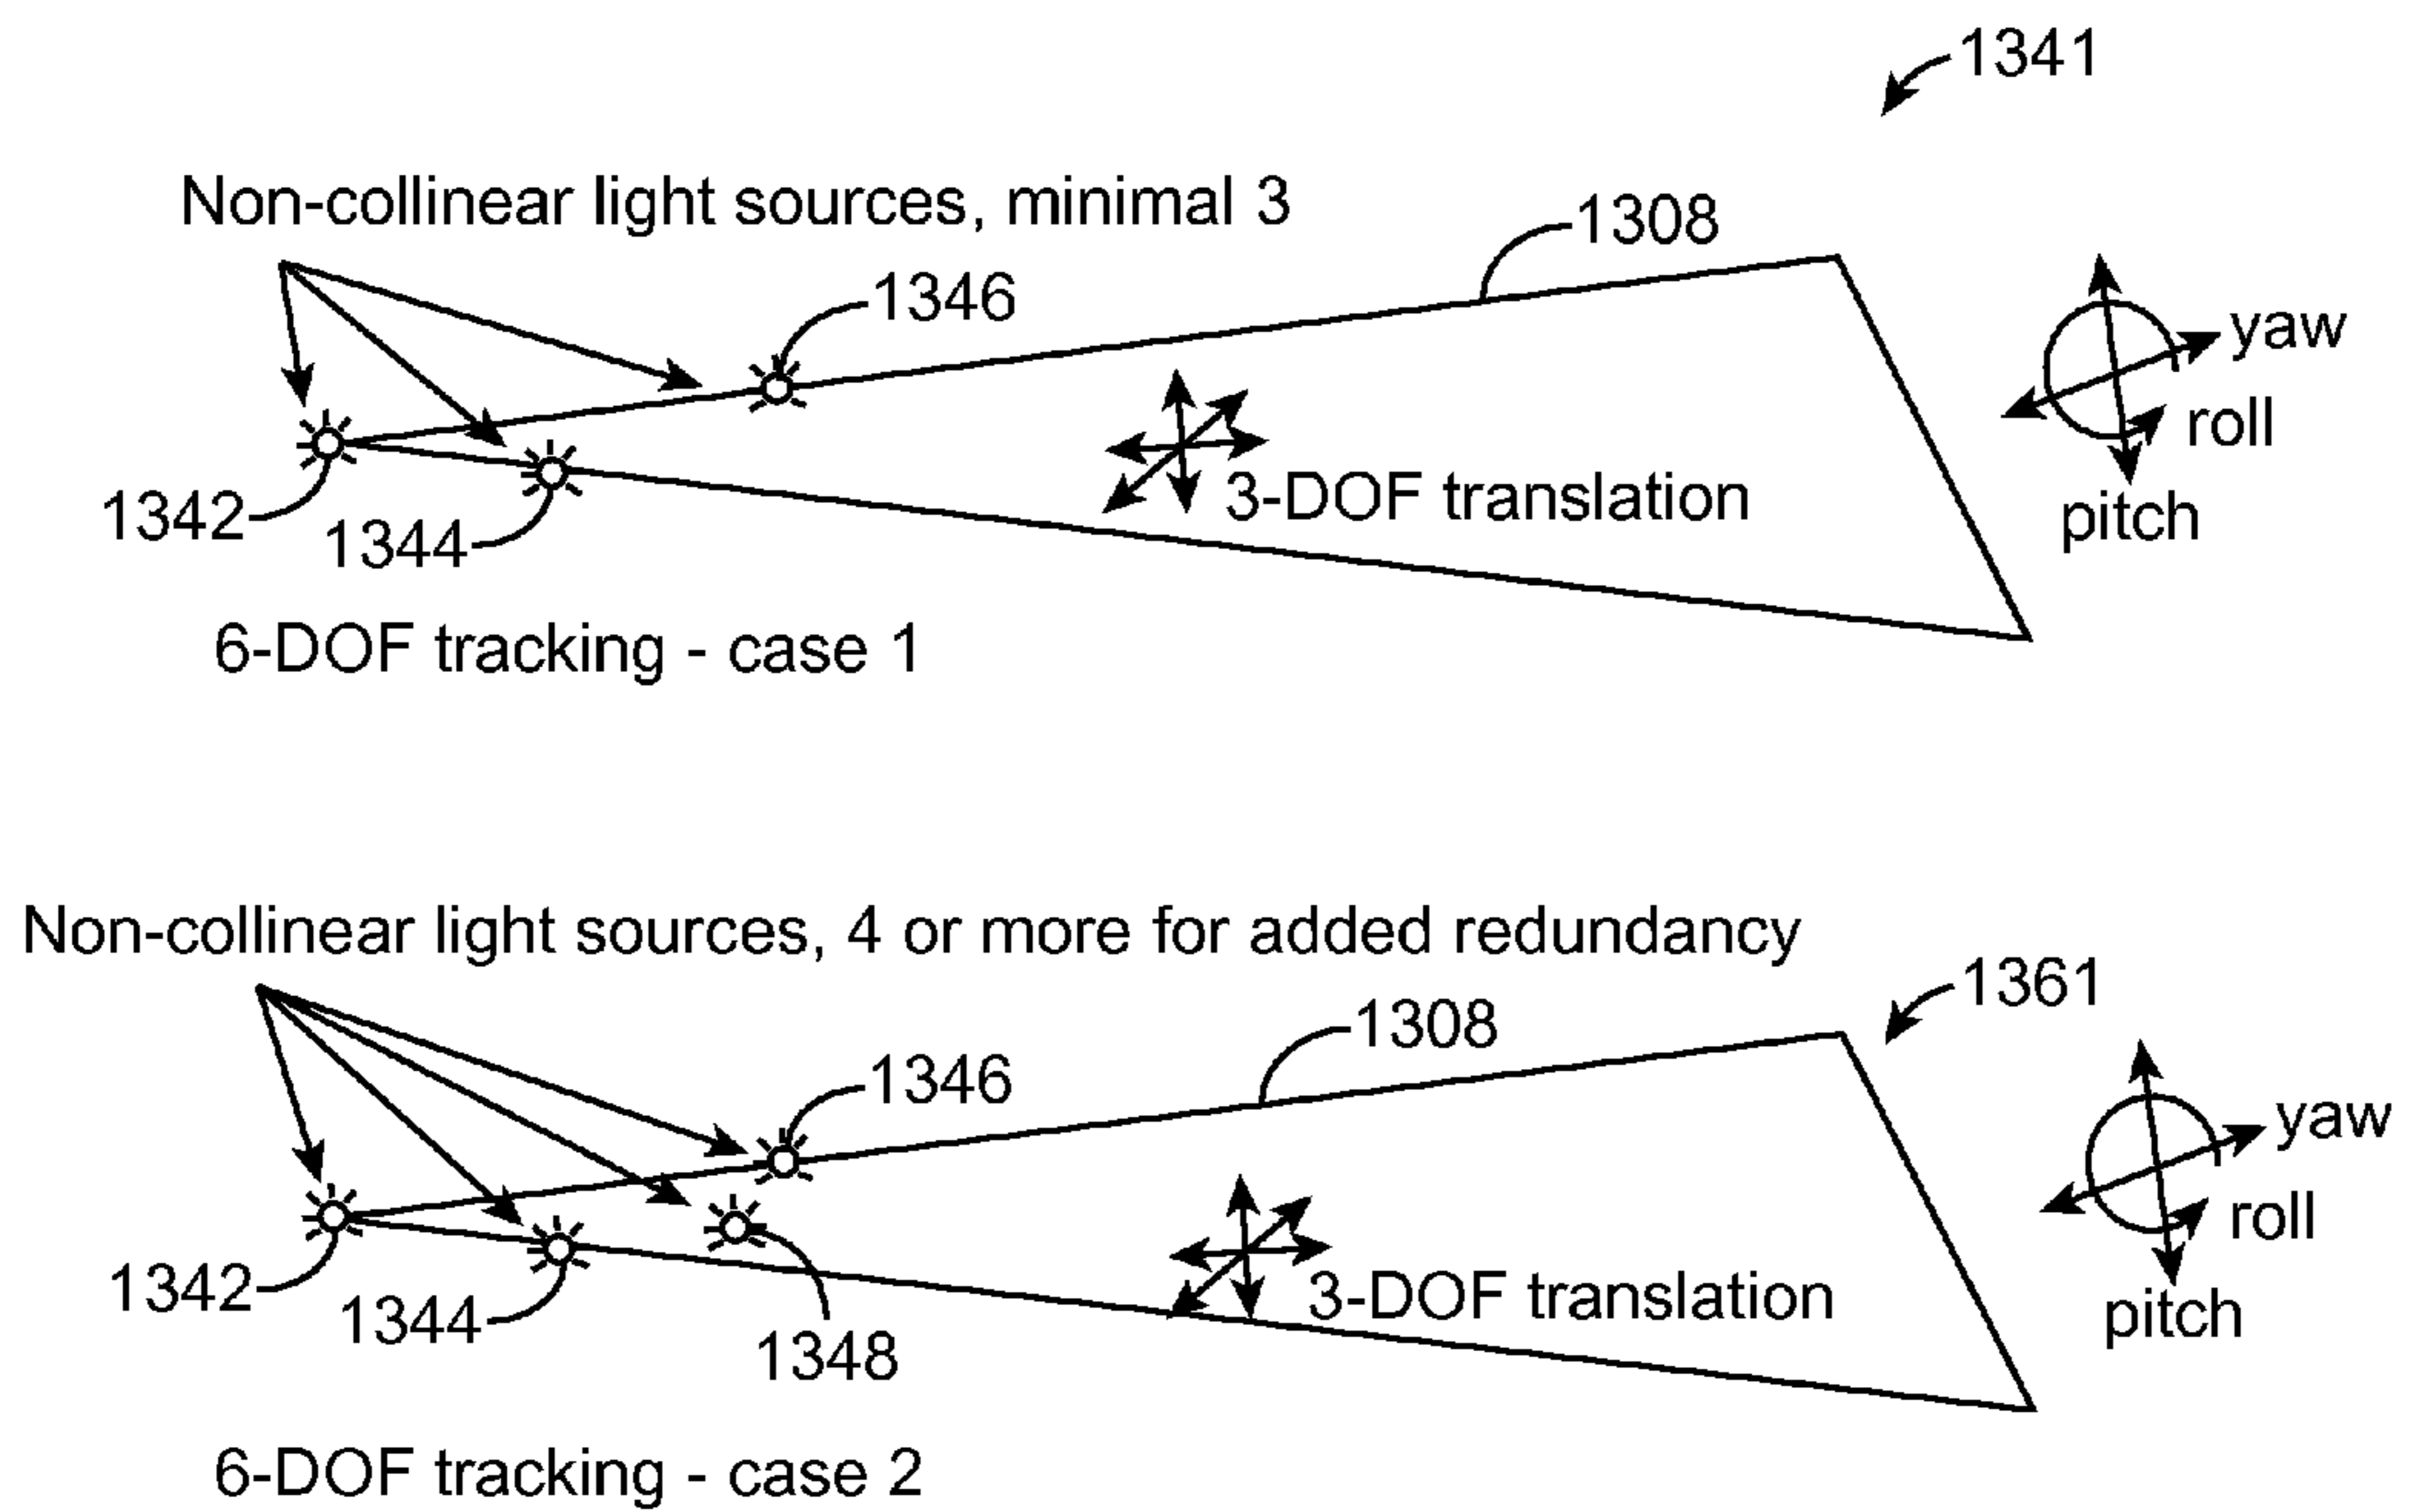 1341
Non-collinear light sources, minimal 3
1308
1346
yaw
roll
1342
3-DOF translation
pitch
1344
6-DOF tracking - case 1
Non-collinear light sources, 4 or more for added redundancy
1361
1308
1346
yaw
roll
1342
3-DOF translation
1344
pitch
1348
6-DOF tracking - case 2